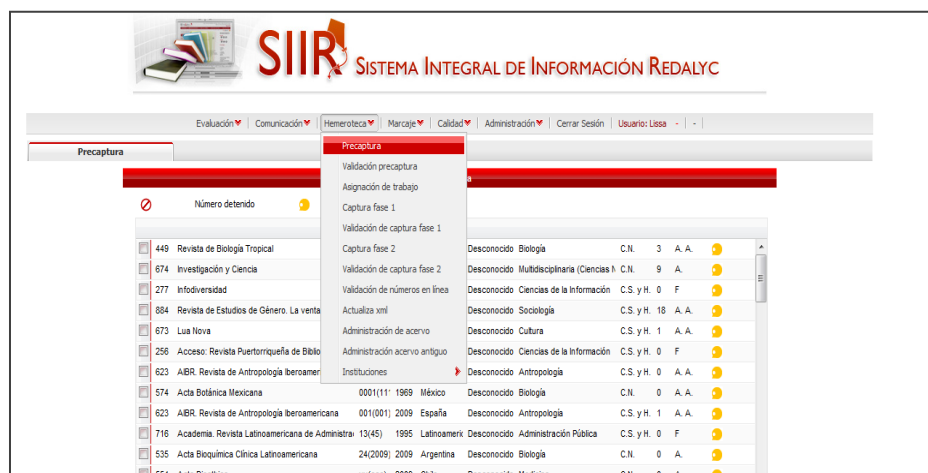 SIIR SISTEMA INTEGRAL DE INFORMACIÓN REDALYC
Evaluación Comunicación Hemeroteca Marcaje Calidad Administración Cerrar Sesión Usuario: Lissa - -
Precaptura
Precaptura
Validación precaptura
Asignación de trabajo
Captura fase 1
Validación de captura fase 1
Captura fase 2
Validación de captura fase 2
Validación de números en línea
Actualiza xml
Administración de acervo
Administración acervo antiguo
Instituciones
Número detenido
449 Revista de Biología Tropical Desconocido Biología C.N. 3 A. A.
674 Investigación y Ciencia Desconocido Multidisciplinaria (Ciencias N C.N. 9 A.
277 Infodiversidad Desconocido Ciencias de la Información C.S. y H. 0 F
884 Revista de Estudios de Género. La venta Desconocido Sociología C.S. y H. 18 A. A.
673 Lua Nova Desconocido Cultura C.S. y H. 1 A. A.
256 Acceso: Revista Puertorriqueña de Biblio Desconocido Ciencias de la Información C.S. y H. 0 F
623 AIBR. Revista de Antropología Iberoamer Desconocido Antropología C.S. y H. 0 A. A.
574 Acta Botánica Mexicana 0001(11 1969 México Desconocido Biología C.N. 0 A. A.
623 AIBR. Revista de Antropología Iberoamericana 001(001) 2009 España Desconocido Antropología C.S. y H. 1 A. A.
716 Academia. Revista Latinoamericana de Administra 13(45) 1995 Latinoameric Desconocido Administración Pública C.S. y H. 0 F
535 Acta Bioquímica Clínica Latinoamericana 24(2009) 2009 Argentina Desconocido Biología C.N. 0 A.